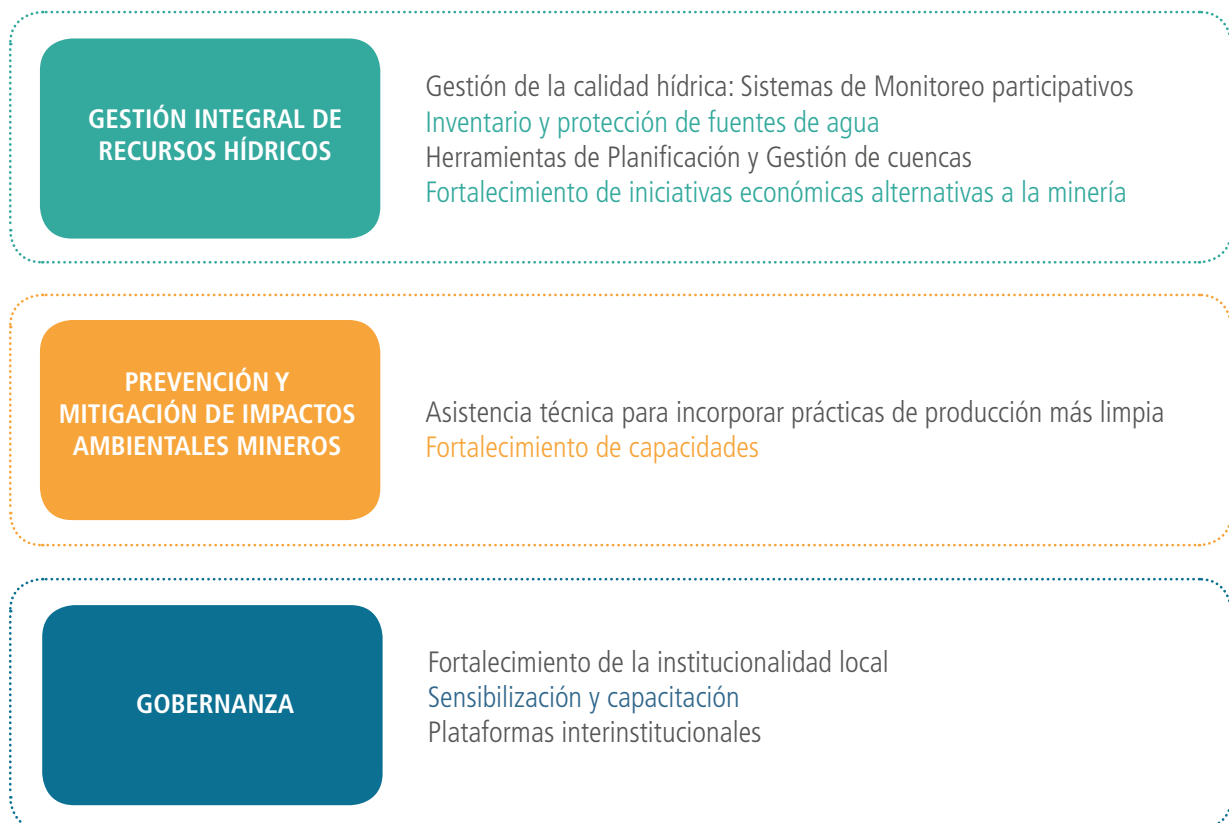 GESTIÓN INTEGRAL DE
RECURSOS HÍDRICOS
Gestión de la calidad hídrica: Sistemas de Monitoreo participativos
Inventario y protección de fuentes de agua
Herramientas de Planificación y Gestión de cuencas
Fortalecimiento de iniciativas económicas alternativas a la minería
PREVENCIÓN Y
MITIGACIÓN DE IMPACTOS
AMBIENTALES MINEROS
Asistencia técnica para incorporar prácticas de producción más limpia
Fortalecimiento de capacidades
GOBERNANZA
Fortalecimiento de la institucionalidad local
Sensibilización y capacitación
Plataformas interinstitucionales